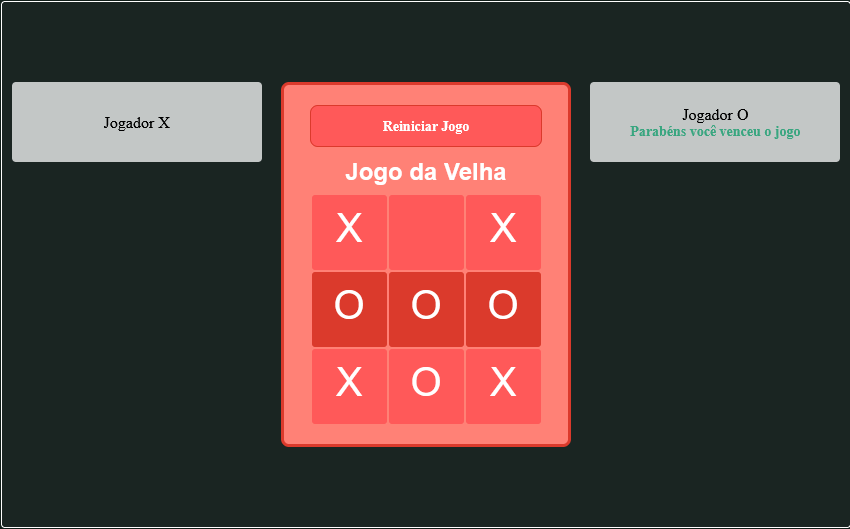 Jogador X
Reiniciar Jogo
Jogador O
Parabéns você venceu o jogo
Jogo da Velha
X X
O O O
X O X